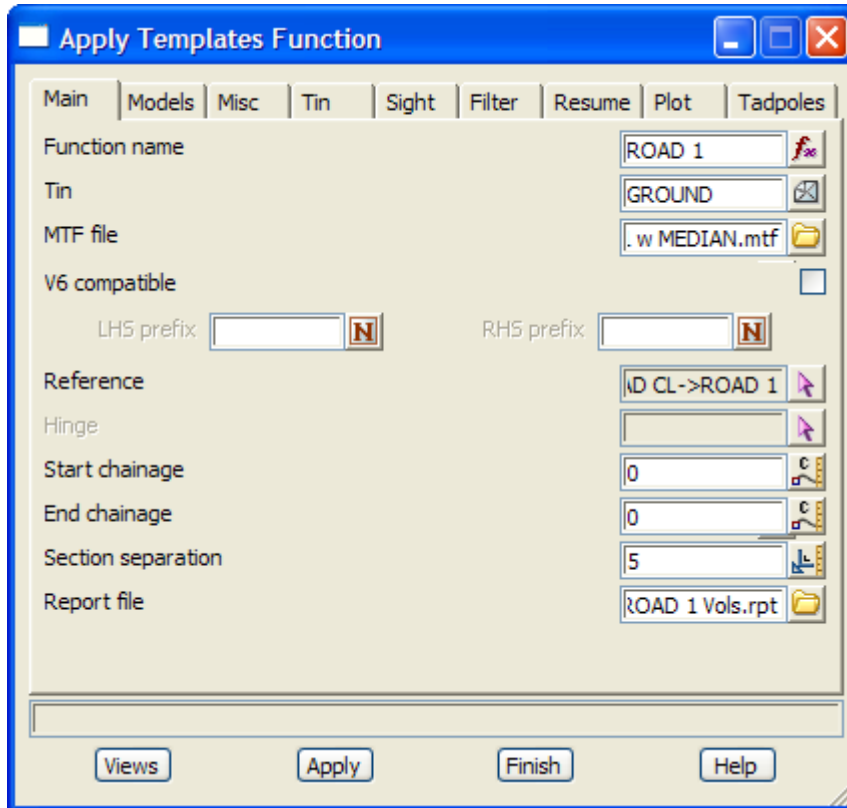 Apply Templates Function
Main Models Misc Tin Sight Filter Resume Plot Tadpoles
Function name ROAD 1
Tin GROUND
MTF file . w MEDIAN.mtf
V6 compatible
LHS prefix N RHS prefix N
Reference CL->ROAD 1
Hinge
Start chainage 0
End chainage 0
Section separation 5
Report file ROAD 1 Vols.rpt
Views Apply Finish Help